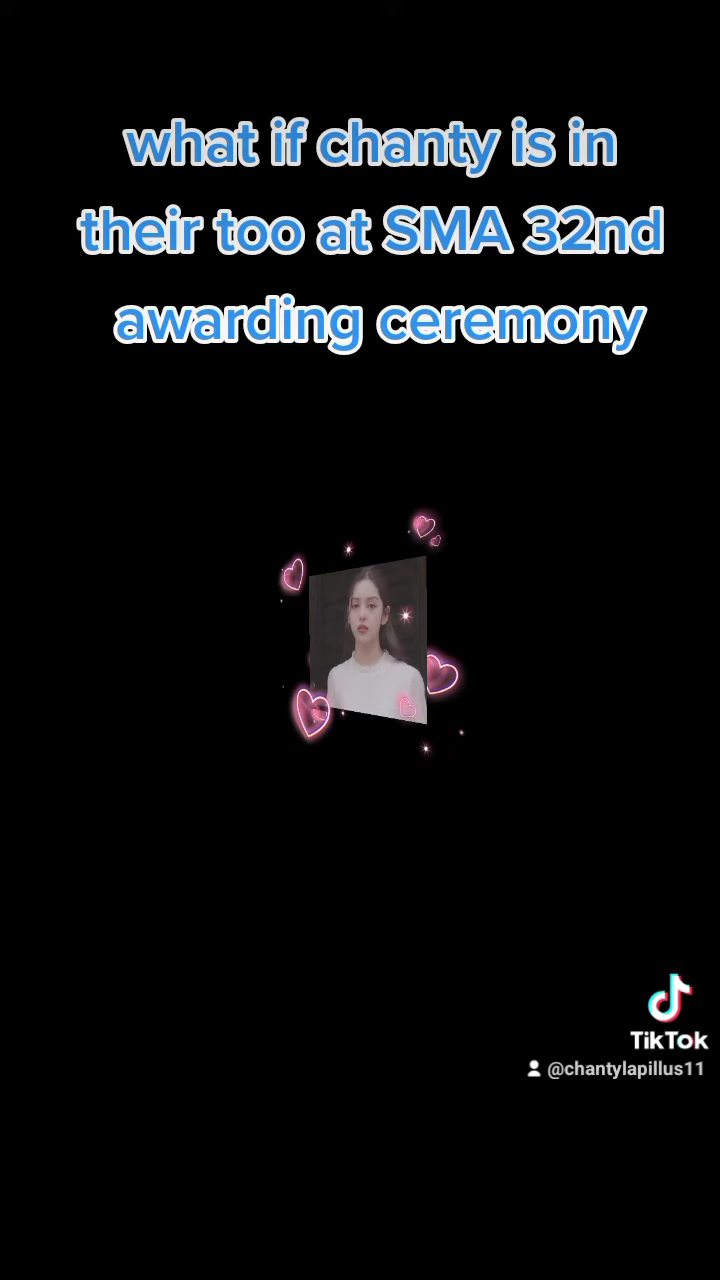 what if chanty is in
their too at SMA 32nd
awarding ceremony
TikTok
@chantylapillus11